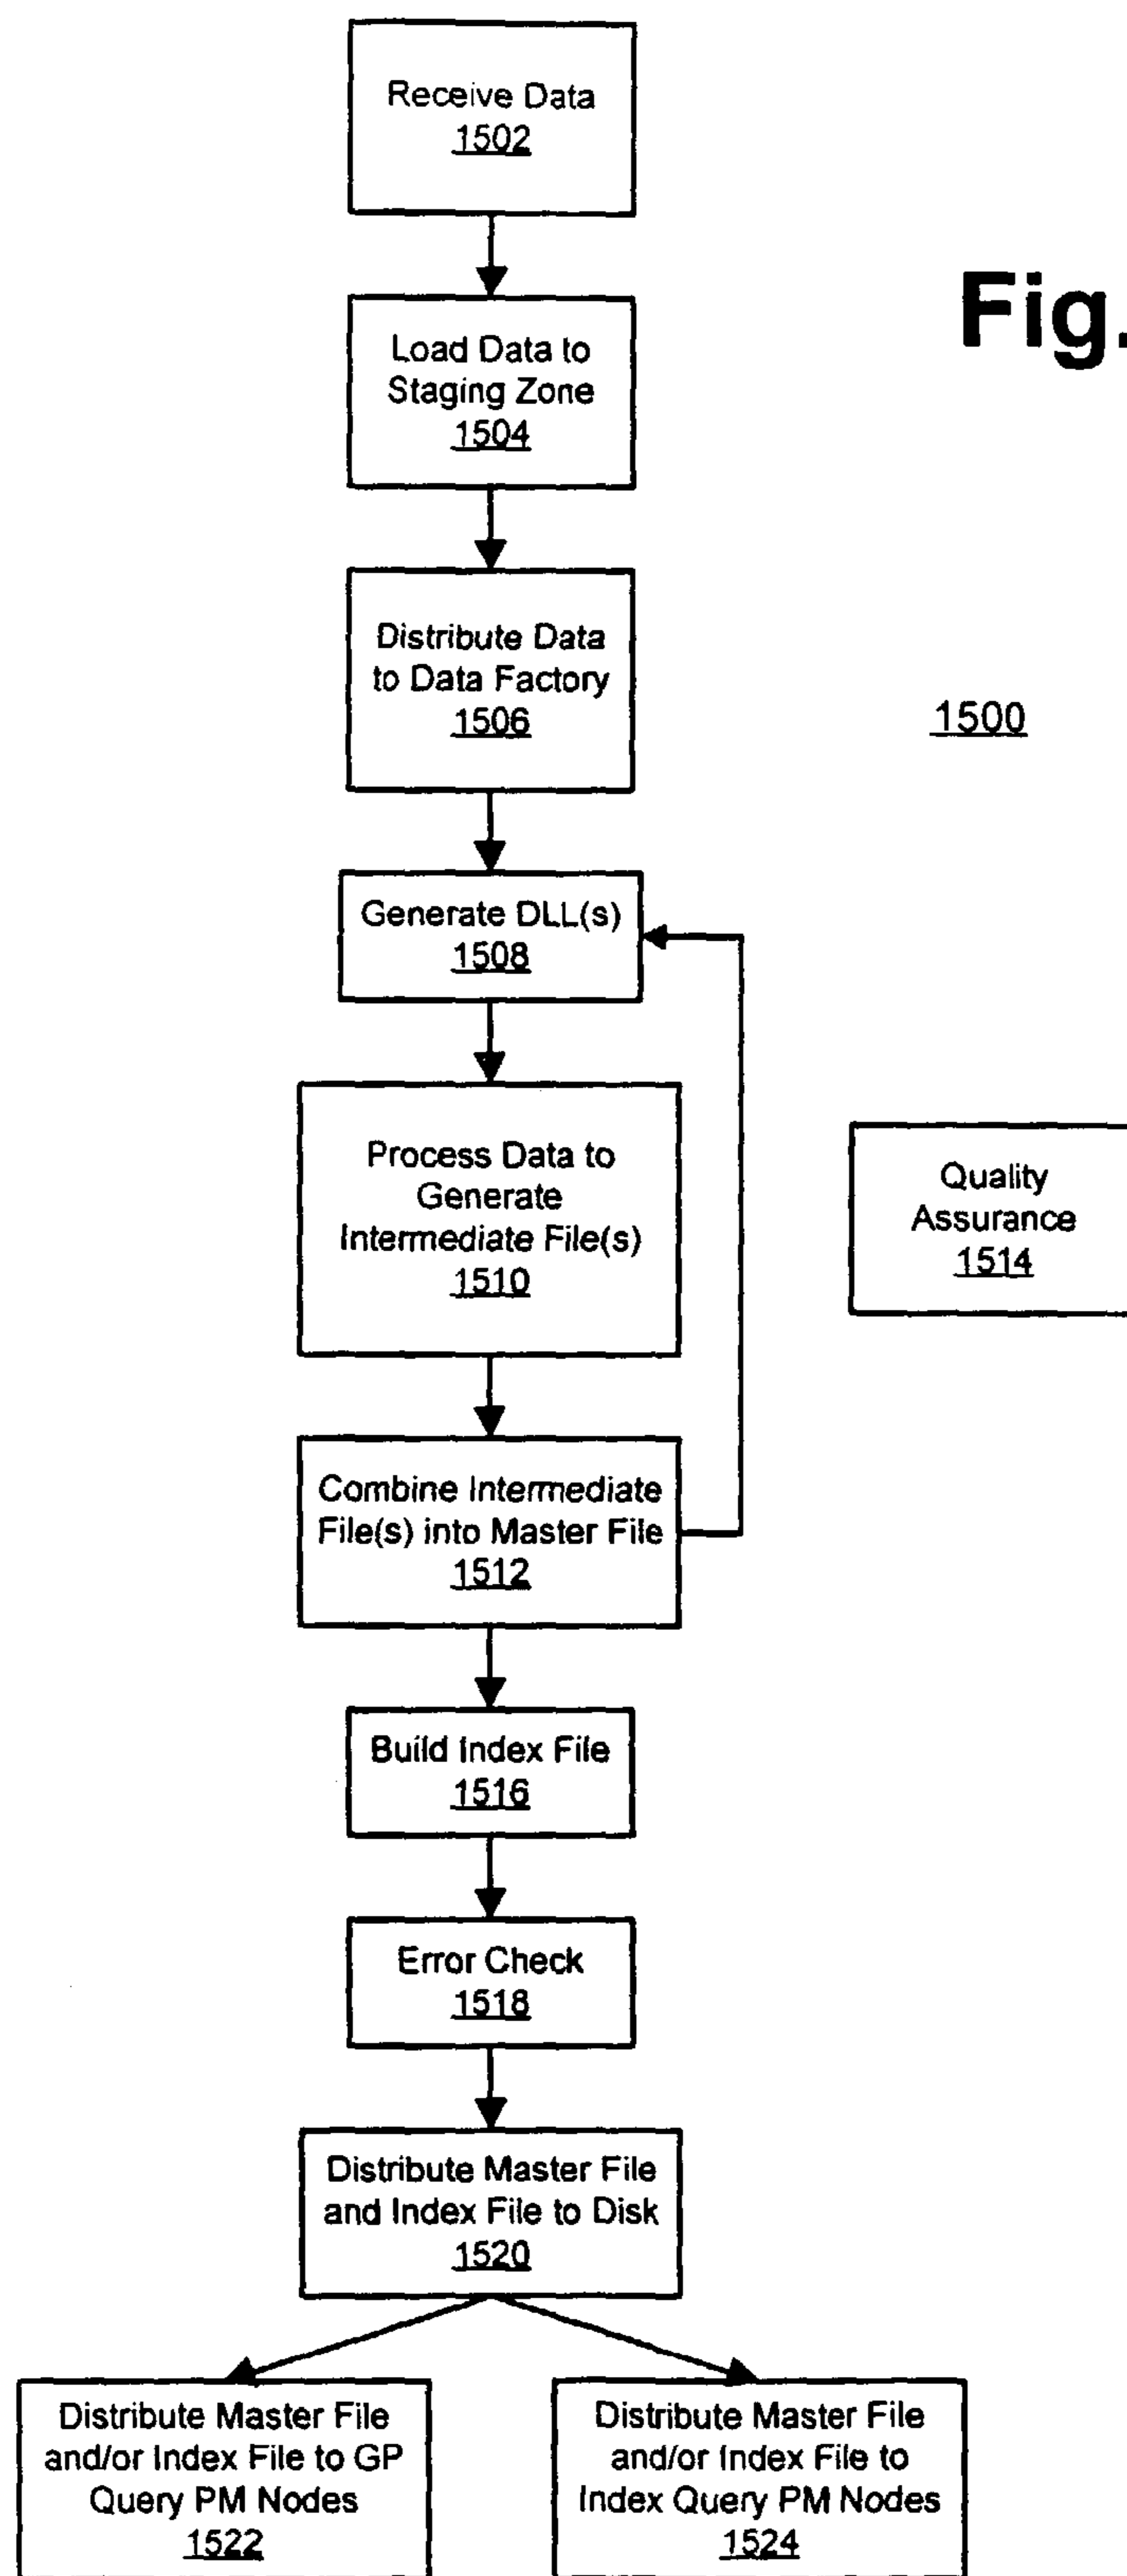 Receive Data
1502
Fig.
Load Data to
Staging Zone
1504
Distribute Data
to Data Factory
1506
1500
Generate DLL(s)
1508
Process Data to
Generate
Intermediate File(s)
1510
Quality
Assurance
1514
Combine Intermediate
File(s) into Master File
1512
Build Index File
1516
Error Check
1518
Distribute Master File
and Index File to Disk
1520
Distribute Master File
and/or Index File to GP
Query PM Nodes
1522
Distribute Master File
and/or Index File to
Index Query PM Nodes
1524